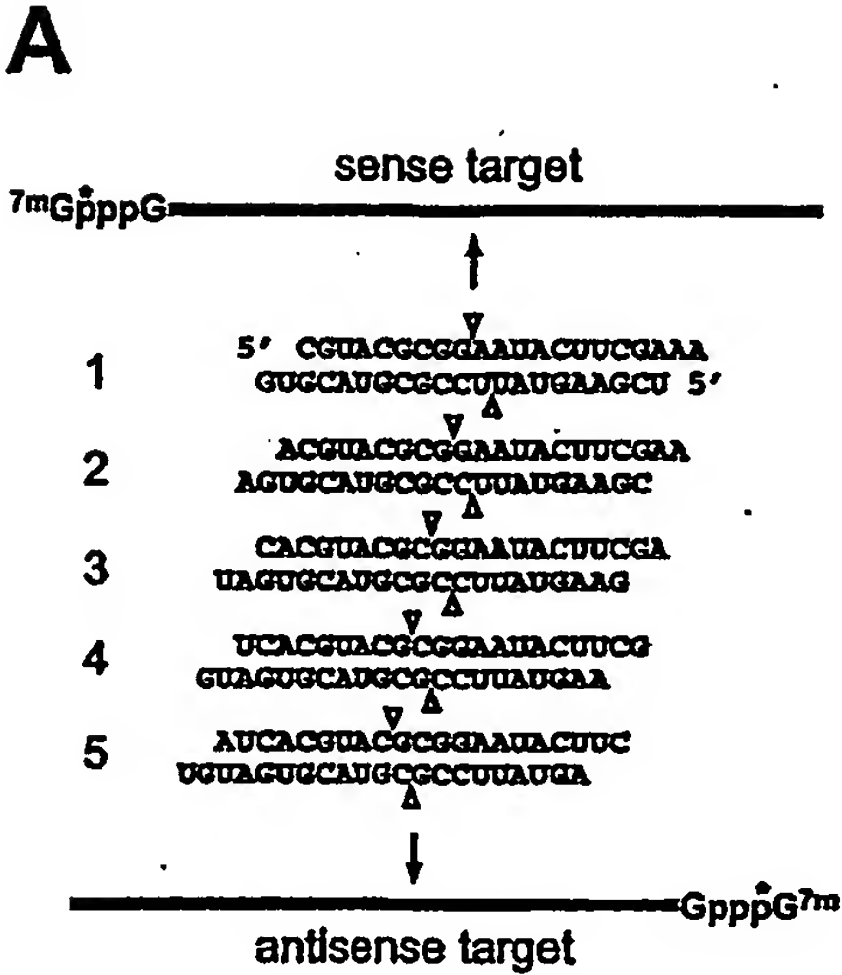 A
sense target
7mGpppG
1 5′ CGUACGCGGAAUACUUCGAAA
GUGCAUGCGCCUUAUGAAGCU 5′
2 ACGUACGCGGAAUACUUCGAA
AGUGCAUGCGCCUUAUGAAGC
3 CACGUACGCGGAAUACUUCGA
UAGUGCAUGCGCCUUAUGAAG
4 UCACGUACGCGGAAUACUUCG
GUAGUGCAUGCGCCUUAUGAA
5 AUCACGUACGCGGAAUACUUC
UGUAGUGCAUGCGCCUUAUGA
GpppG7m
antisense target